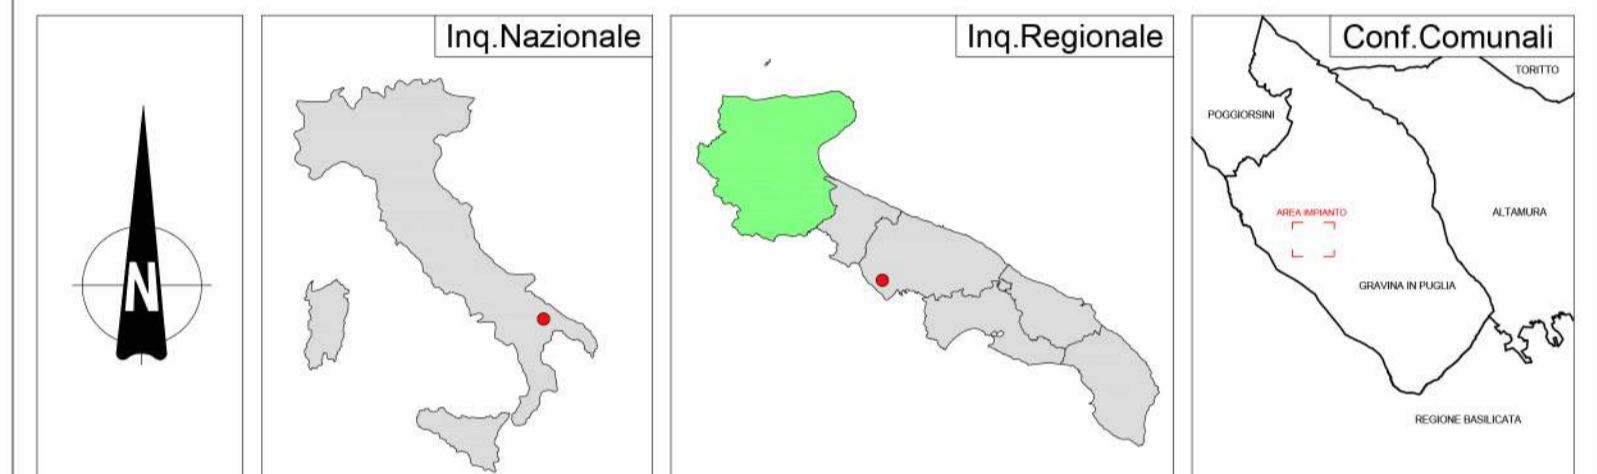 N
Inq.Nazionale
Inq.Regionale
Conf.Comunali
TORITTO
POGGIORSINI
AREA IMPIANTO
ALTAMURA
GRAVINA IN PUGLIA
REGIONE BASILICATA